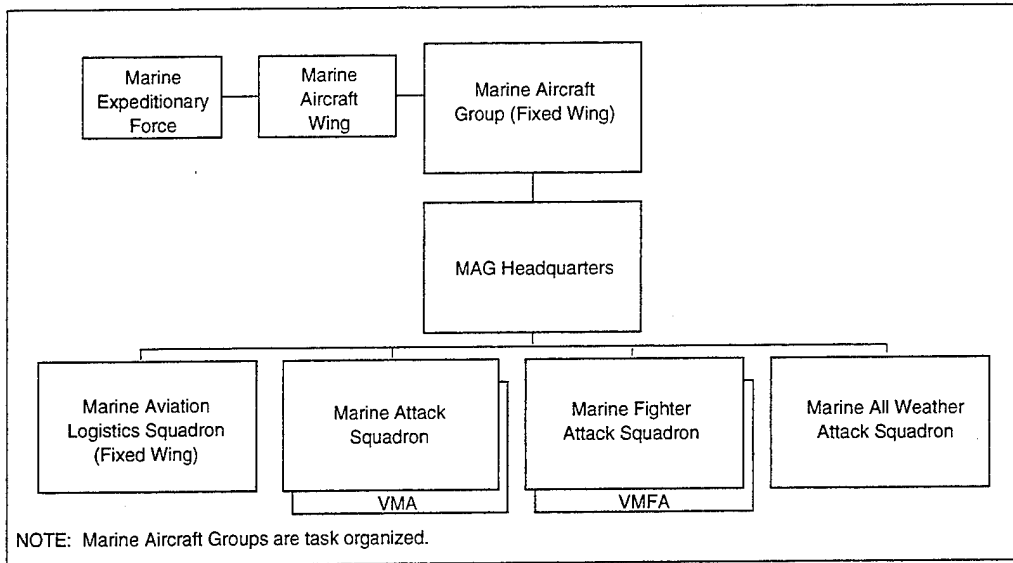 Marine
Expeditionary
Force
Marine
Aircraft
Wing
Marine Aircraft
Group (Fixed Wing)
MAG Headquarters
Marine Aviation
Logistics Squadron
(Fixed Wing)
Marine Attack
Squadron
VMA
Marine Fighter
Attack Squadron
VMFA
Marine All Weather
Attack Squadron
NOTE: Marine Aircraft Groups are task organized.